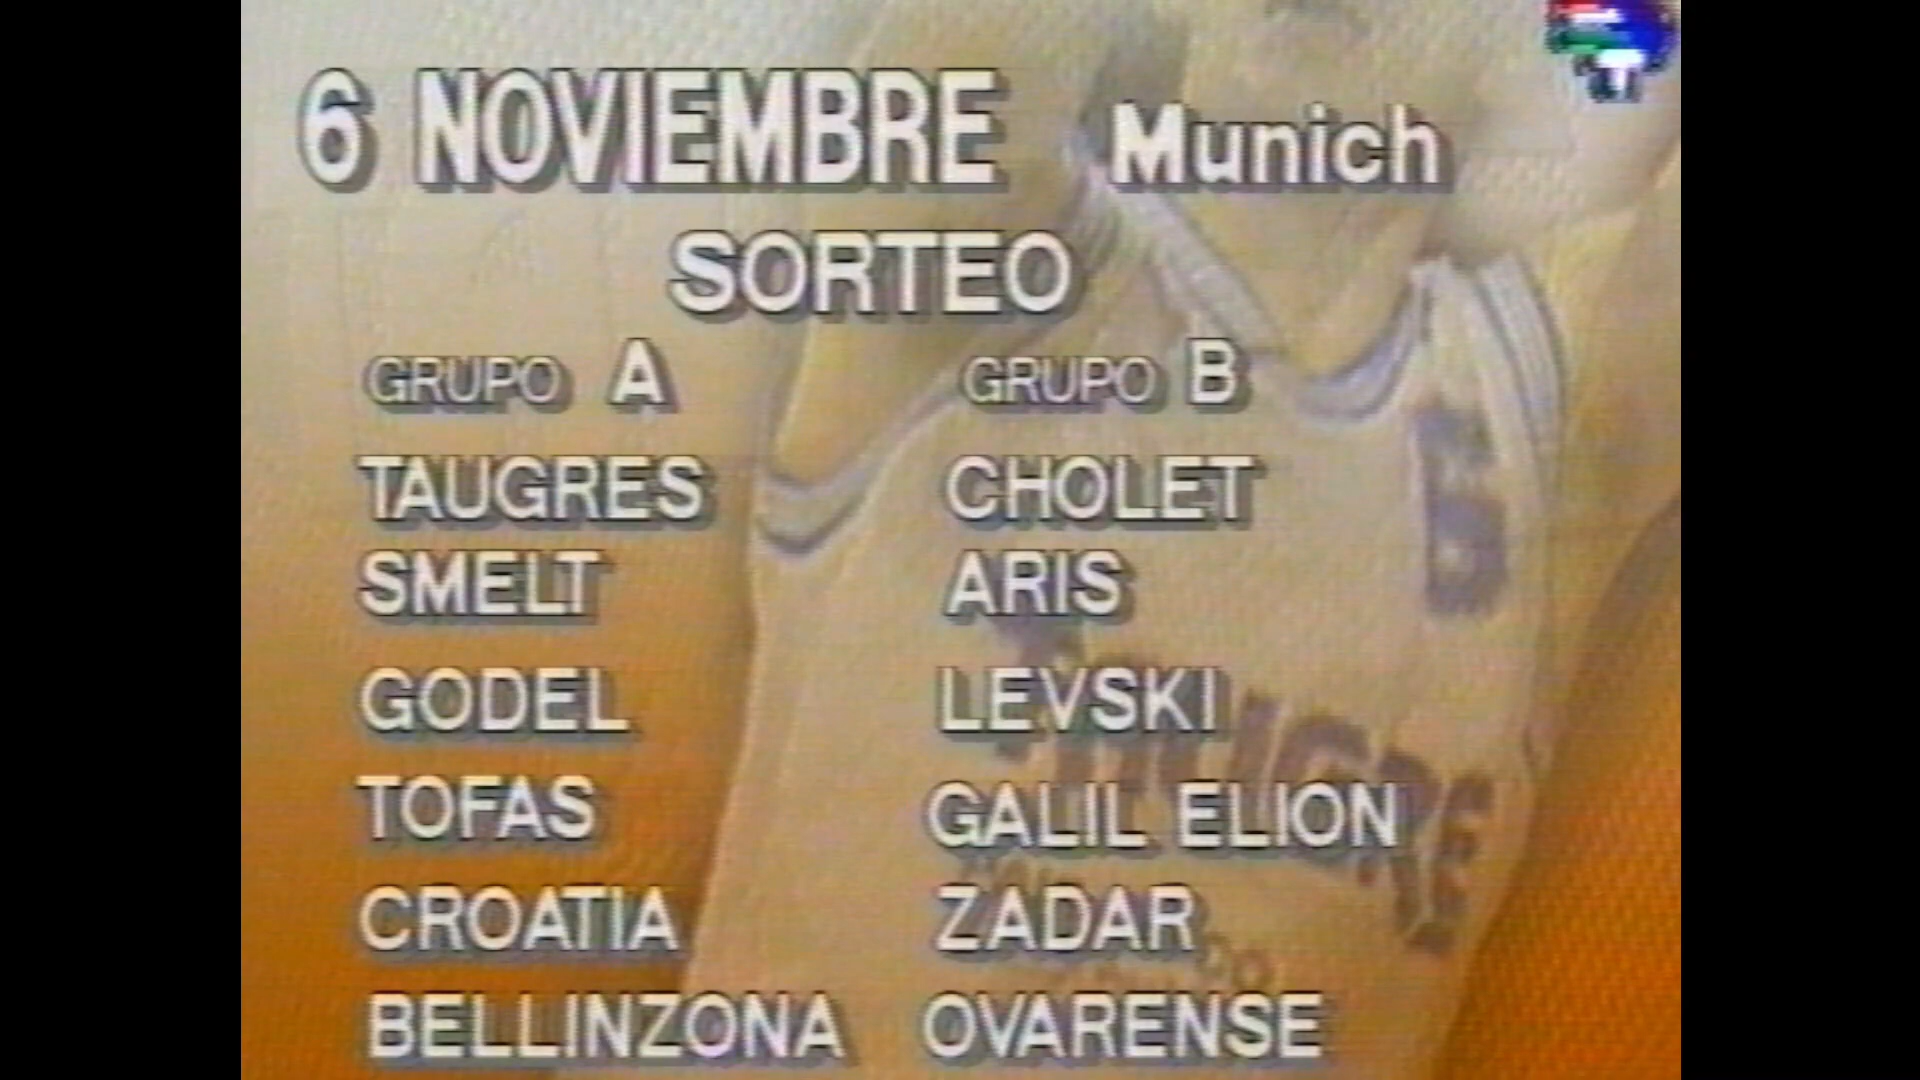 6 NOVIEMBRE Munich
SORTEO
GRUPO A GRUPO B
TAUGRES CHOLET
SMELT ARIS
GODEL LEVSKI
TOFAS GALIL ELION
CROATIA ZADAR
BELLINZONA OVARENSE